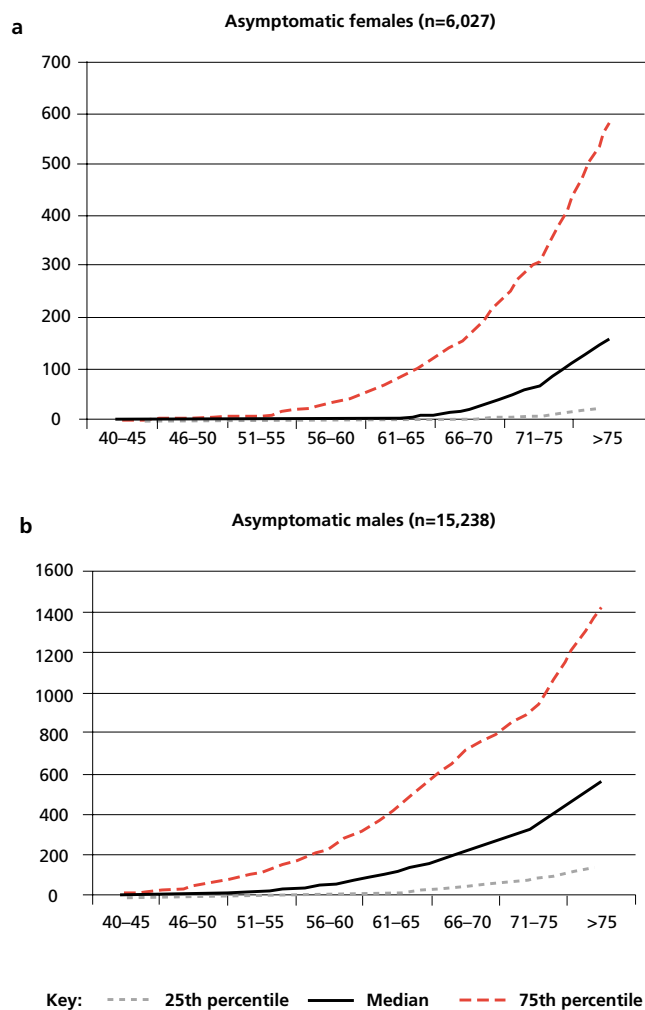 a
Asymptomatic females (n=6,027)
700
600
500
400
300
200
100
0
40–45 46–50 51–55 56–60 61–65 66–70 71–75 >75
b
Asymptomatic males (n=15,238)
1600
1400
1200
1000
800
600
400
200
0
40–45 46–50 51–55 56–60 61–65 66–70 71–75 >75
Key: 25th percentile Median 75th percentile